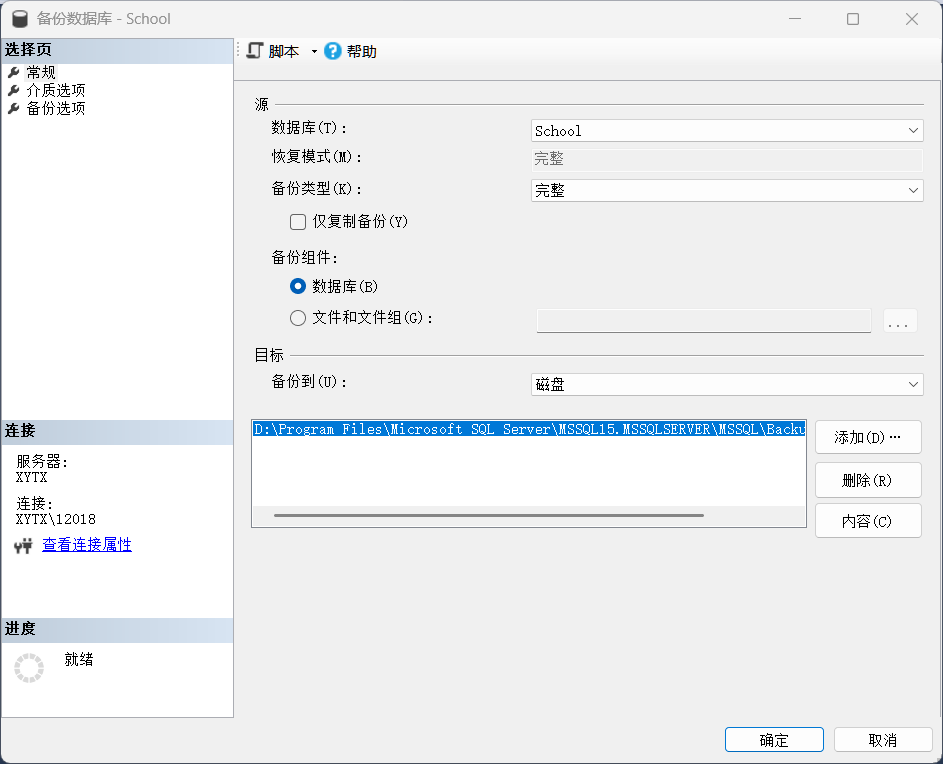 备份数据库 - School
选择页
常规
介质选项
备份选项
脚本 帮助
源
数据库(T):
School
恢复模式(M):
完整
备份类型(K):
完整
仅复制备份(Y)
备份组件:
数据库(B)
文件和文件组(G):
...
目标
备份到(U):
磁盘
D:\Program Files\Microsoft SQL Server\MSSQL15.MSSQLSERVER\MSSQL\Backu
添加(D)…
删除(R)
内容(C)
连接
服务器:
XYTX
连接:
XYTX\12018
查看连接属性
进度
就绪
确定
取消